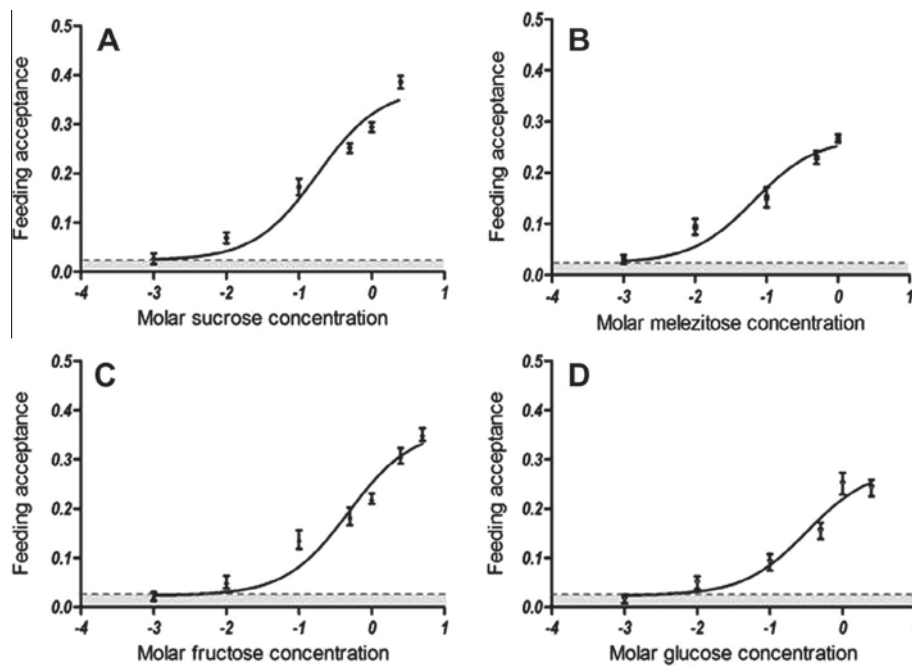 A
B
0.5
0.4
0.3
0.2
0.1
0.0
Feeding acceptance
-4 -3 -2 -1 0 1
Molar sucrose concentration
0.5
0.4
0.3
0.2
0.1
0.0
Feeding acceptance
-4 -3 -2 -1 0 1
Molar melezitose concentration
C
D
0.5
0.4
0.3
0.2
0.1
0.0
Feeding acceptance
-4 -3 -2 -1 0 1
Molar fructose concentration
0.5
0.4
0.3
0.2
0.1
0.0
Feeding acceptance
-4 -3 -2 -1 0 1
Molar glucose concentration